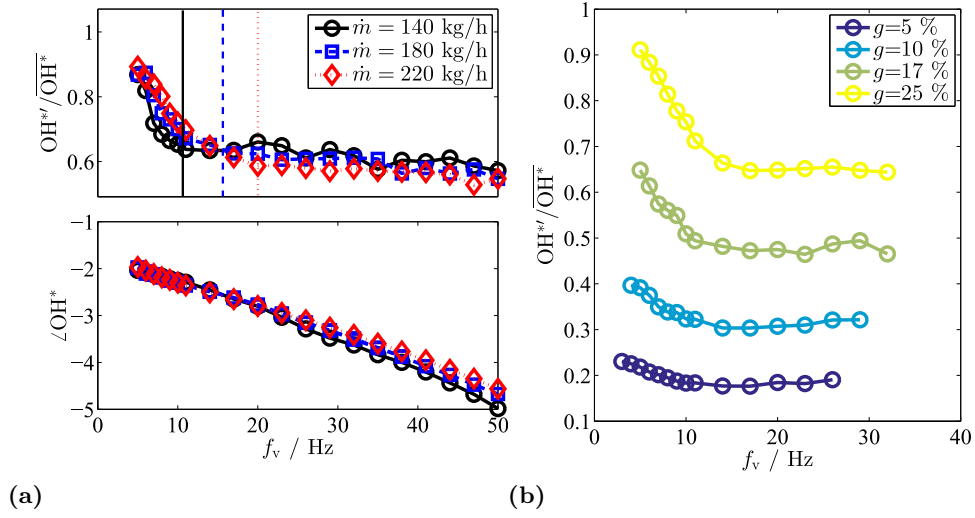 1
0.8
0.6
OH*′/OH*
ṁ = 140 kg/h
ṁ = 180 kg/h
ṁ = 220 kg/h
−1
−2
−3
−4
−5
∠OH*
0 10 20 30 40 50
f_v / Hz
(a)
1
0.9
0.8
0.7
0.6
0.5
0.4
0.3
0.2
0.1
OH*′/OH*
g=5 %
g=10 %
g=17 %
g=25 %
0 10 20 30 40
f_v / Hz
(b)